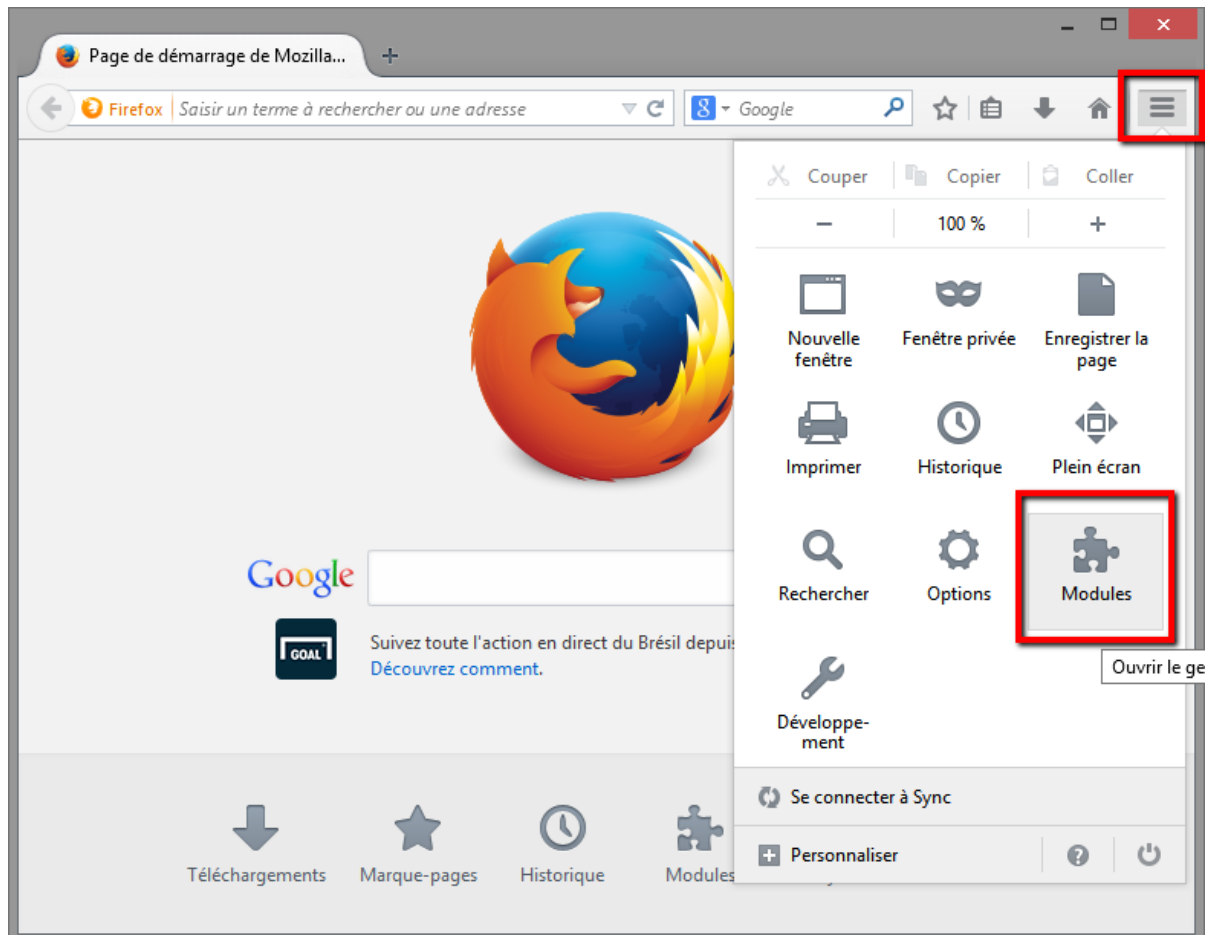 Page de démarrage de Mozilla...
Firefox Saisir un terme à rechercher ou une adresse
8 Google
Couper Copier Coller
− 100 % +
Nouvelle fenêtre
Fenêtre privée
Enregistrer la page
Imprimer
Historique
Plein écran
Rechercher
Options
Modules
Ouvrir le ge
Développe-
ment
Se connecter à Sync
Personnaliser
Google
GOAL
Suivez toute l'action en direct du Brésil depuis
Découvrez comment.
Téléchargements
Marque-pages
Historique
Modules